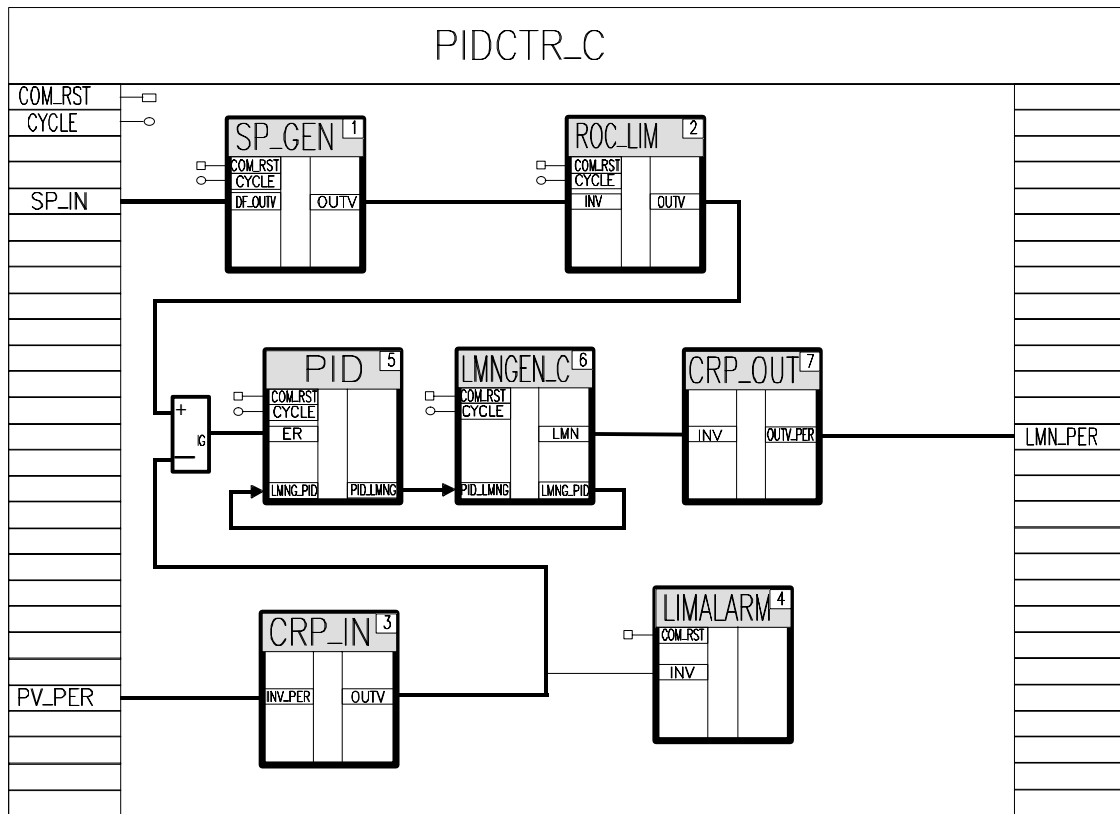 PIDCTR_C
COM_RST
CYCLE
SP_IN
PV_PER
LMN_PER
SP_GEN 1
COM_RST
CYCLE
DF_OUTV OUTV
ROC_LIM 2
COM_RST
CYCLE
INV OUTV
+
IG
−
PID 5
COM_RST
CYCLE
ER
LMNG_PID PID_LMNG
LMNGEN_C 6
COM_RST
CYCLE
LMN
PID_LMNG LMNG_PID
CRP_OUT 7
INV OUTV_PER
CRP_IN 3
INV_PER OUTV
LIMALARM 4
COM_RST
INV